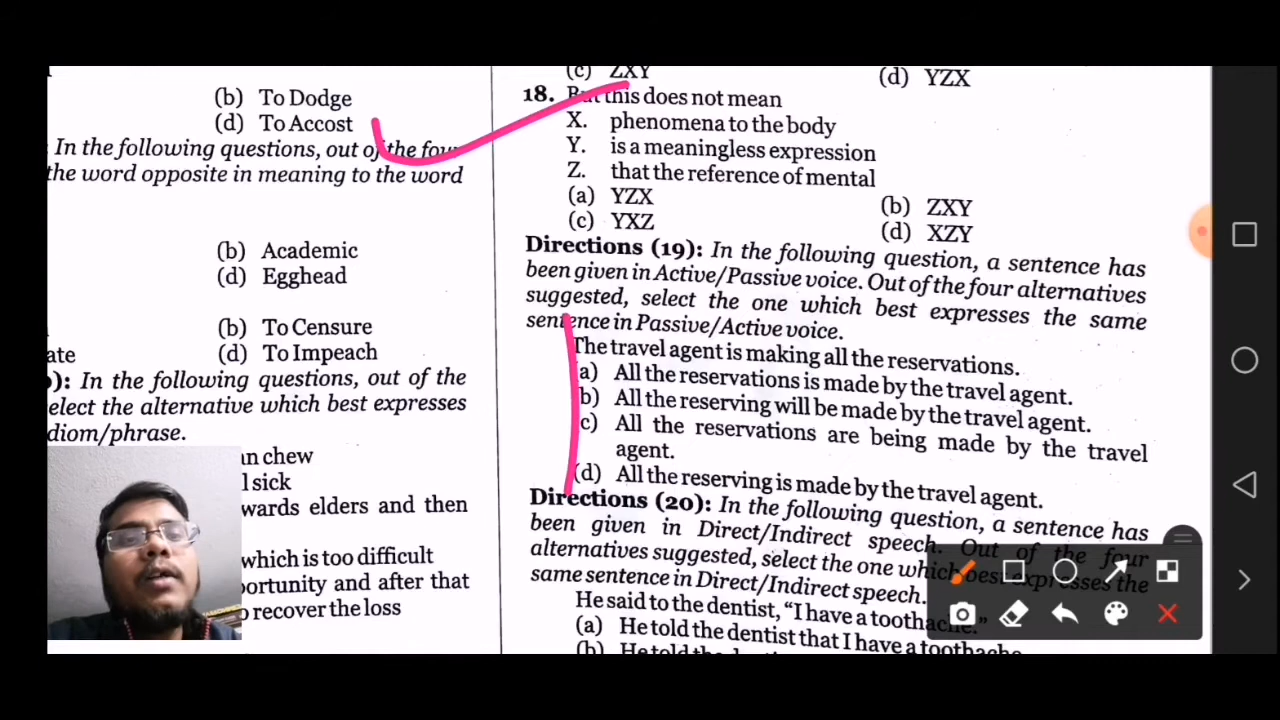 (b) To Dodge
(d) To Accost
In the following questions, out of the four
the word opposite in meaning to the word
(b) Academic
(d) Egghead
(b) To Censure
ate (d) To Impeach
): In the following questions, out of the
elect the alternative which best expresses
diom/phrase.
an chew
l sick
wards elders and then
which is too difficult
portunity and after that
o recover the loss
(c) ZXY (d) YZX
18. But this does not mean
X. phenomena to the body
Y. is a meaningless expression
Z. that the reference of mental
(a) YZX (b) ZXY
(c) YXZ (d) XZY
Directions (19): In the following question, a sentence has
been given in Active/Passive voice. Out of the four alternatives
suggested, select the one which best expresses the same
sentence in Passive/Active voice.
The travel agent is making all the reservations.
a) All the reservations is made by the travel agent.
b) All the reserving will be made by the travel agent.
c) All the reservations are being made by the travel
agent.
(d) All the reserving is made by the travel agent.
Directions (20): In the following question, a sentence has
been given in Direct/Indirect speech. Out of the four
alternatives suggested, select the one which best expresses the
same sentence in Direct/Indirect speech.
He said to the dentist, “I have a toothache.”
(a) He told the dentist that I have a toothache
(b) He told the